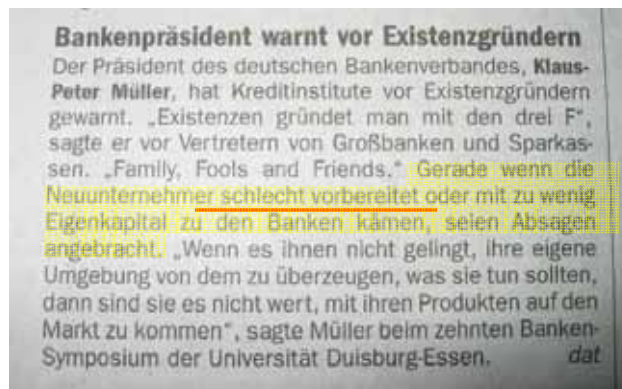 Bankenpräsident warnt vor Existenzgründern
Der Präsident des deutschen Bankenverbandes, Klaus-
Peter Müller, hat Kreditinstitute vor Existenzgründern
gewarnt. „Existenzen gründet man mit den drei F“,
sagte er vor Vertretern von Großbanken und Sparkas-
sen. „Family, Fools and Friends.“ Gerade wenn die
Neuunternehmer schlecht vorbereitet oder mit zu wenig
Eigenkapital zu den Banken kämen, seien Absagen
angebracht. „Wenn es ihnen nicht gelingt, ihre eigene
Umgebung von dem zu überzeugen, was sie tun sollten,
dann sind sie es nicht wert, mit ihren Produkten auf den
Markt zu kommen“, sagte Müller beim zehnten Banken-
Symposium der Universität Duisburg-Essen. dat